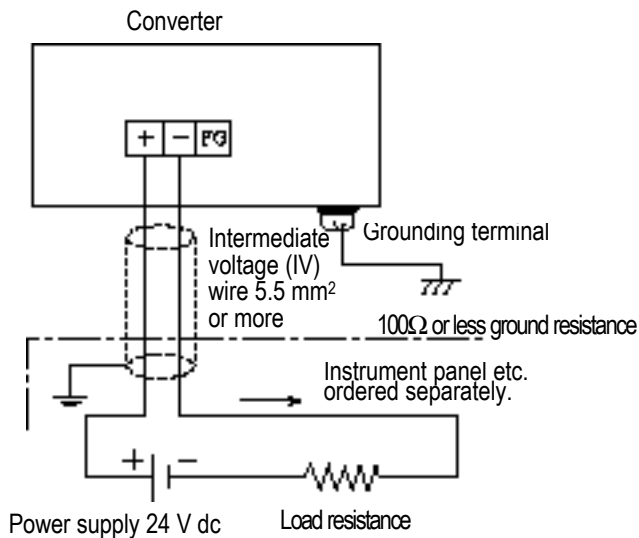 Converter
+ − FG
Intermediate
voltage (IV)
wire 5.5 mm²
or more
Grounding terminal
100Ω or less ground resistance
Instrument panel etc.
ordered separately.
+ −
Power supply 24 V dc
Load resistance